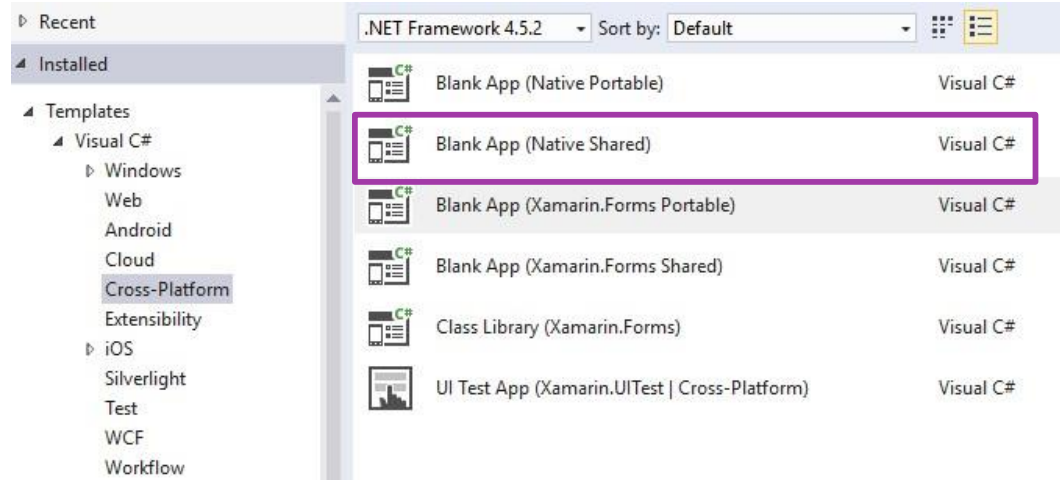 Recent
Installed
Templates
Visual C#
Windows
Web
Android
Cloud
Cross-Platform
Extensibility
iOS
Silverlight
Test
WCF
Workflow
.NET Framework 4.5.2 Sort by: Default
C# Blank App (Native Portable) Visual C#
C# Blank App (Native Shared) Visual C#
C# Blank App (Xamarin.Forms Portable) Visual C#
C# Blank App (Xamarin.Forms Shared) Visual C#
C# Class Library (Xamarin.Forms) Visual C#
UI Test App (Xamarin.UITest | Cross-Platform) Visual C#